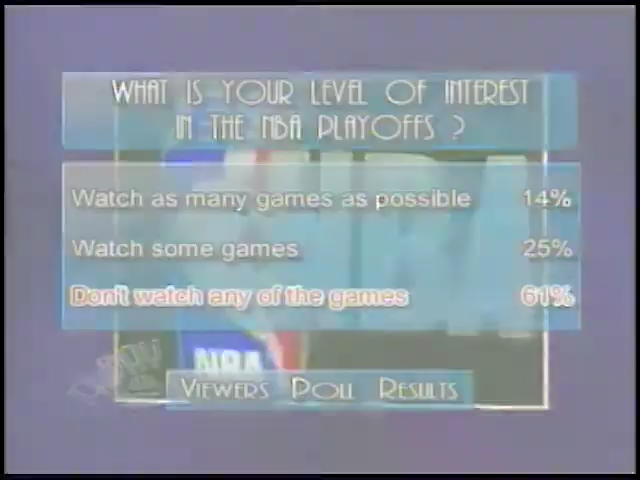 WHAT IS YOUR LEVEL OF INTEREST
IN THE NBA PLAYOFFS ?
NBA
Watch as many games as possible 14%
Watch some games 25%
Don't watch any of the games 61%
NBA
VIEWERS POLL RESULTS